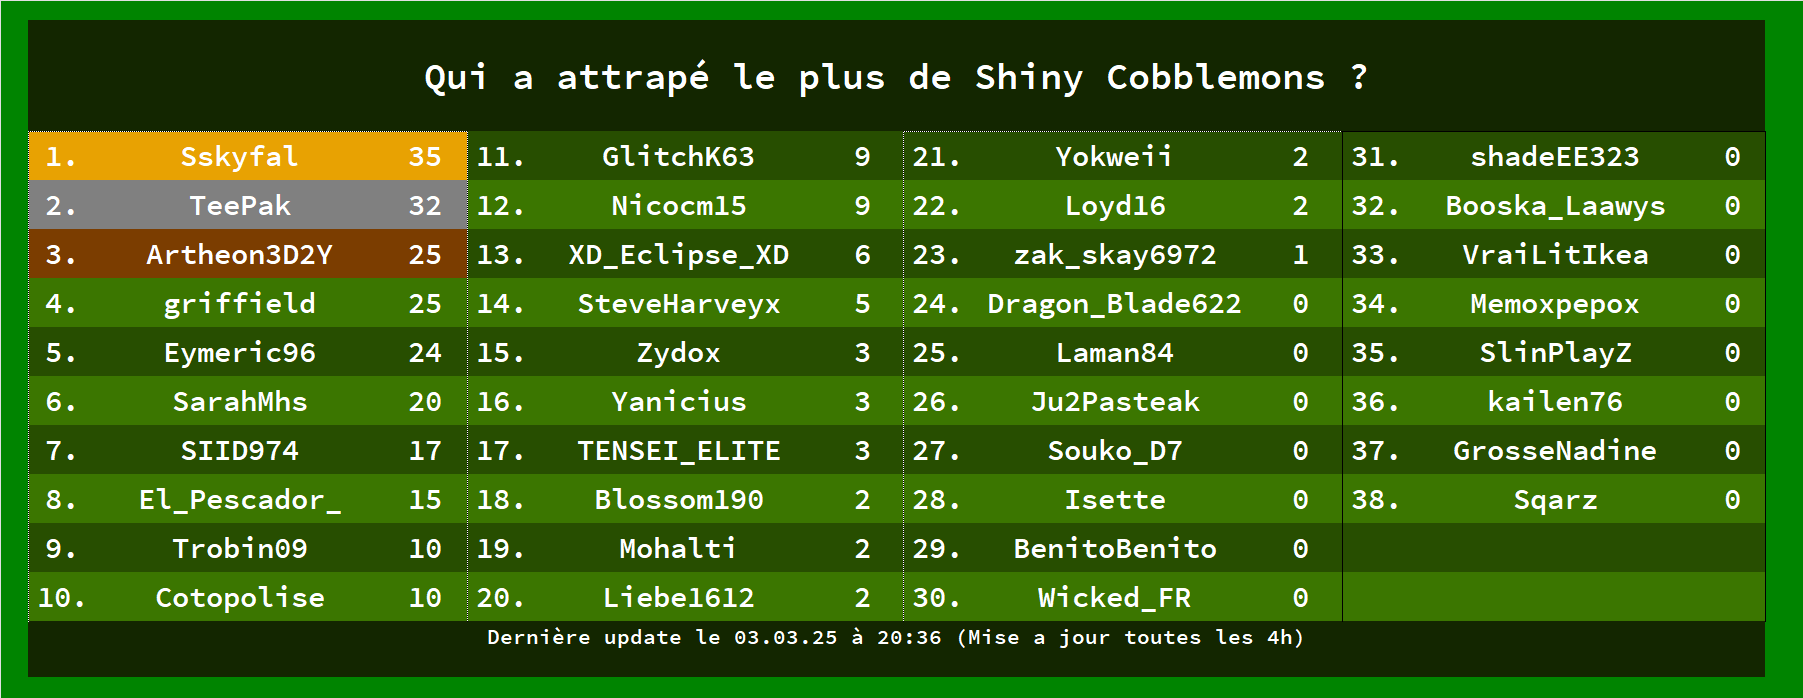 Qui a attrapé le plus de Shiny Cobblemons ?
1. Sskyfal 35
2. TeePak 32
3. Artheon3D2Y 25
4. griffield 25
5. Eymeric96 24
6. SarahMhs 20
7. SIID974 17
8. El_Pescador_ 15
9. Trobin09 10
10. Cotopolise 10
11. GlitchK63 9
12. Nicocm15 9
13. XD_Eclipse_XD 6
14. SteveHarveyx 5
15. Zydox 3
16. Yanicius 3
17. TENSEI_ELITE 3
18. Blossom190 2
19. Mohalti 2
20. Liebe1612 2
21. Yokweii 2
22. Loyd16 2
23. zak_skay6972 1
24. Dragon_Blade622 0
25. Laman84 0
26. Ju2Pasteak 0
27. Souko_D7 0
28. Isette 0
29. BenitoBenito 0
30. Wicked_FR 0
31. shadeEE323 0
32. Booska_Laawys 0
33. VraiLitIkea 0
34. Memoxpepox 0
35. SlinPlayZ 0
36. kailen76 0
37. GrosseNadine 0
38. Sqarz 0
Dernière update le 03.03.25 à 20:36 (Mise a jour toutes les 4h)